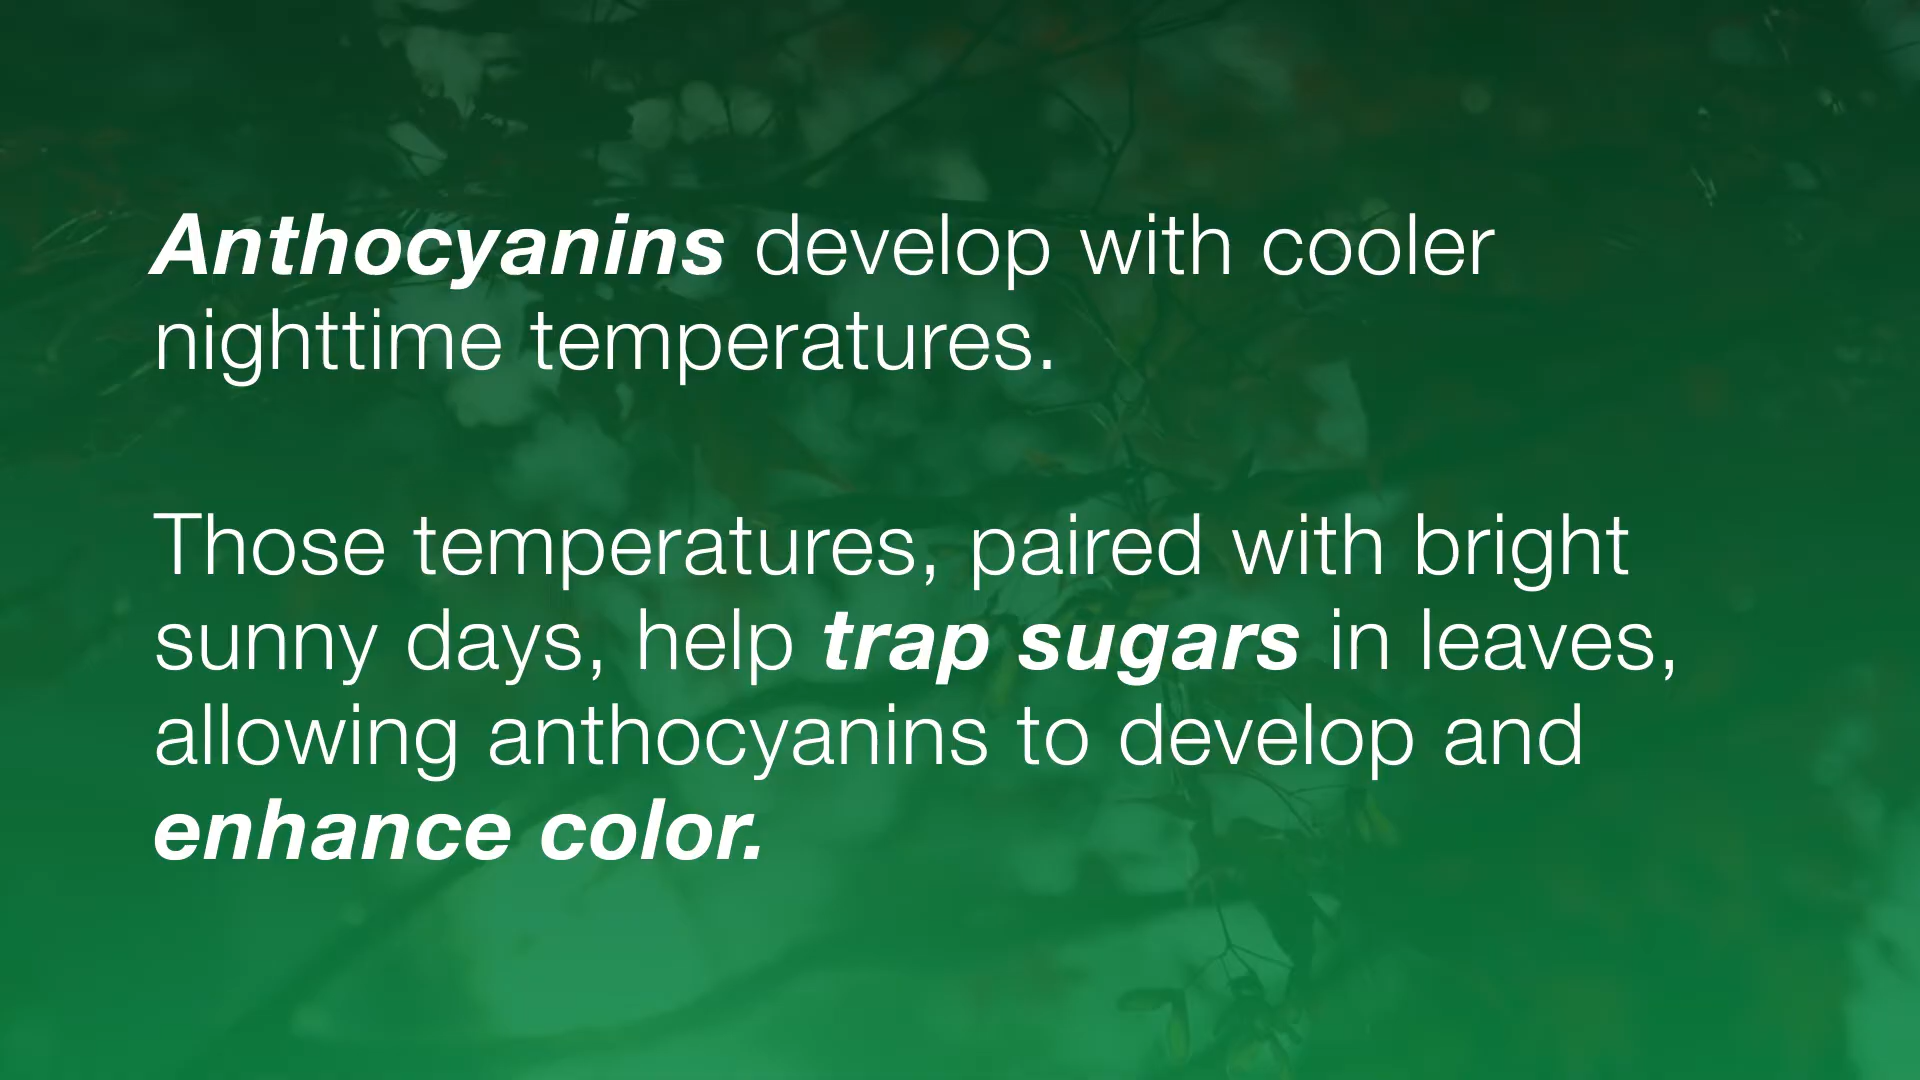 Anthocyanins develop with cooler
nighttime temperatures.
Those temperatures, paired with bright
sunny days, help trap sugars in leaves,
allowing anthocyanins to develop and
enhance color.